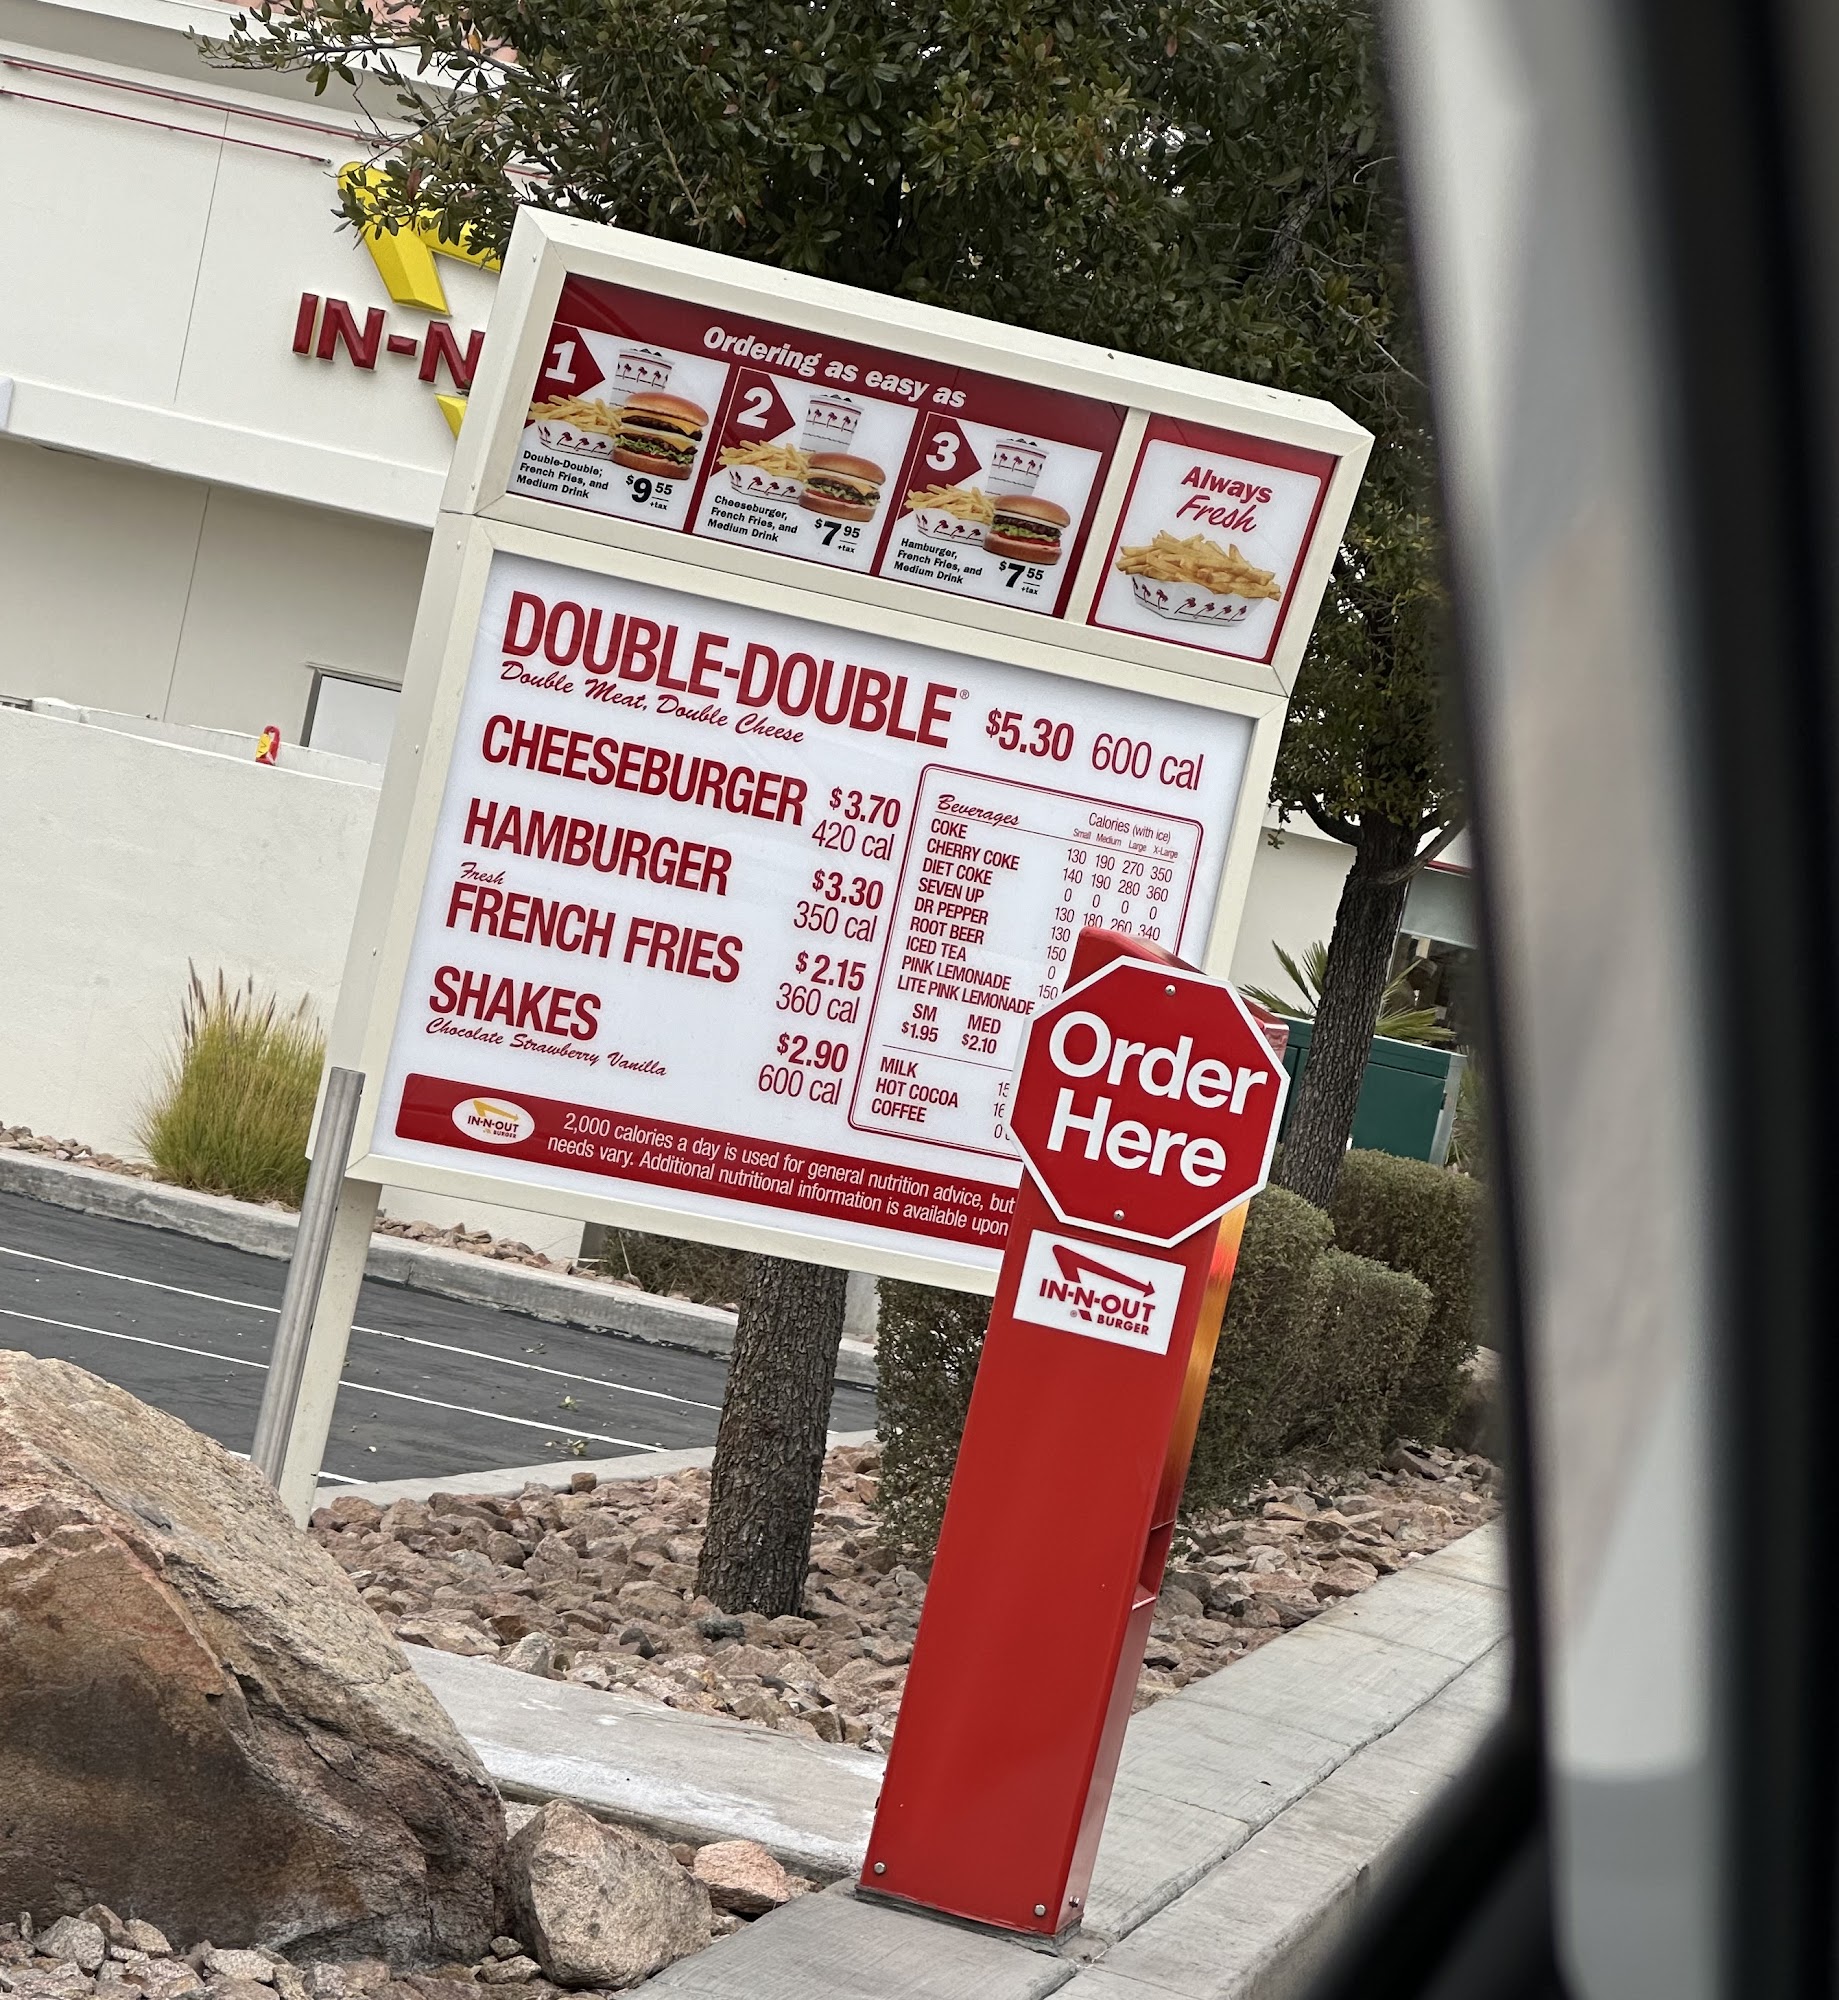 IN-N
Ordering as easy as
1
Double-Double,
French Fries, and
Medium Drink
$9.55
+tax
2
Cheeseburger,
French Fries, and
Medium Drink
$7.95
+tax
3
Hamburger,
French Fries, and
Medium Drink
$7.55
+tax
Always
Fresh
DOUBLE-DOUBLE® $5.30 600 cal
Double Meat, Double Cheese
CHEESEBURGER $3.70
420 cal
HAMBURGER $3.30
350 cal
Fresh
FRENCH FRIES $2.15
360 cal
SHAKES $2.90
Chocolate Strawberry Vanilla 600 cal
Beverages Calories (with ice)
Small Medium Large X-Large
COKE 130 190 270 350
CHERRY COKE 140 190 280 360
DIET COKE 0 0 0 0
SEVEN UP 130 180 260 340
DR PEPPER 130
ROOT BEER 150
ICED TEA 0
PINK LEMONADE 150
LITE PINK LEMONADE
SM MED
$1.95 $2.10
MILK
HOT COCOA
COFFEE
IN-N-OUT
BURGER
2,000 calories a day is used for general nutrition advice, but
needs vary. Additional nutritional information is available upon
Order
Here
IN-N-OUT
® BURGER